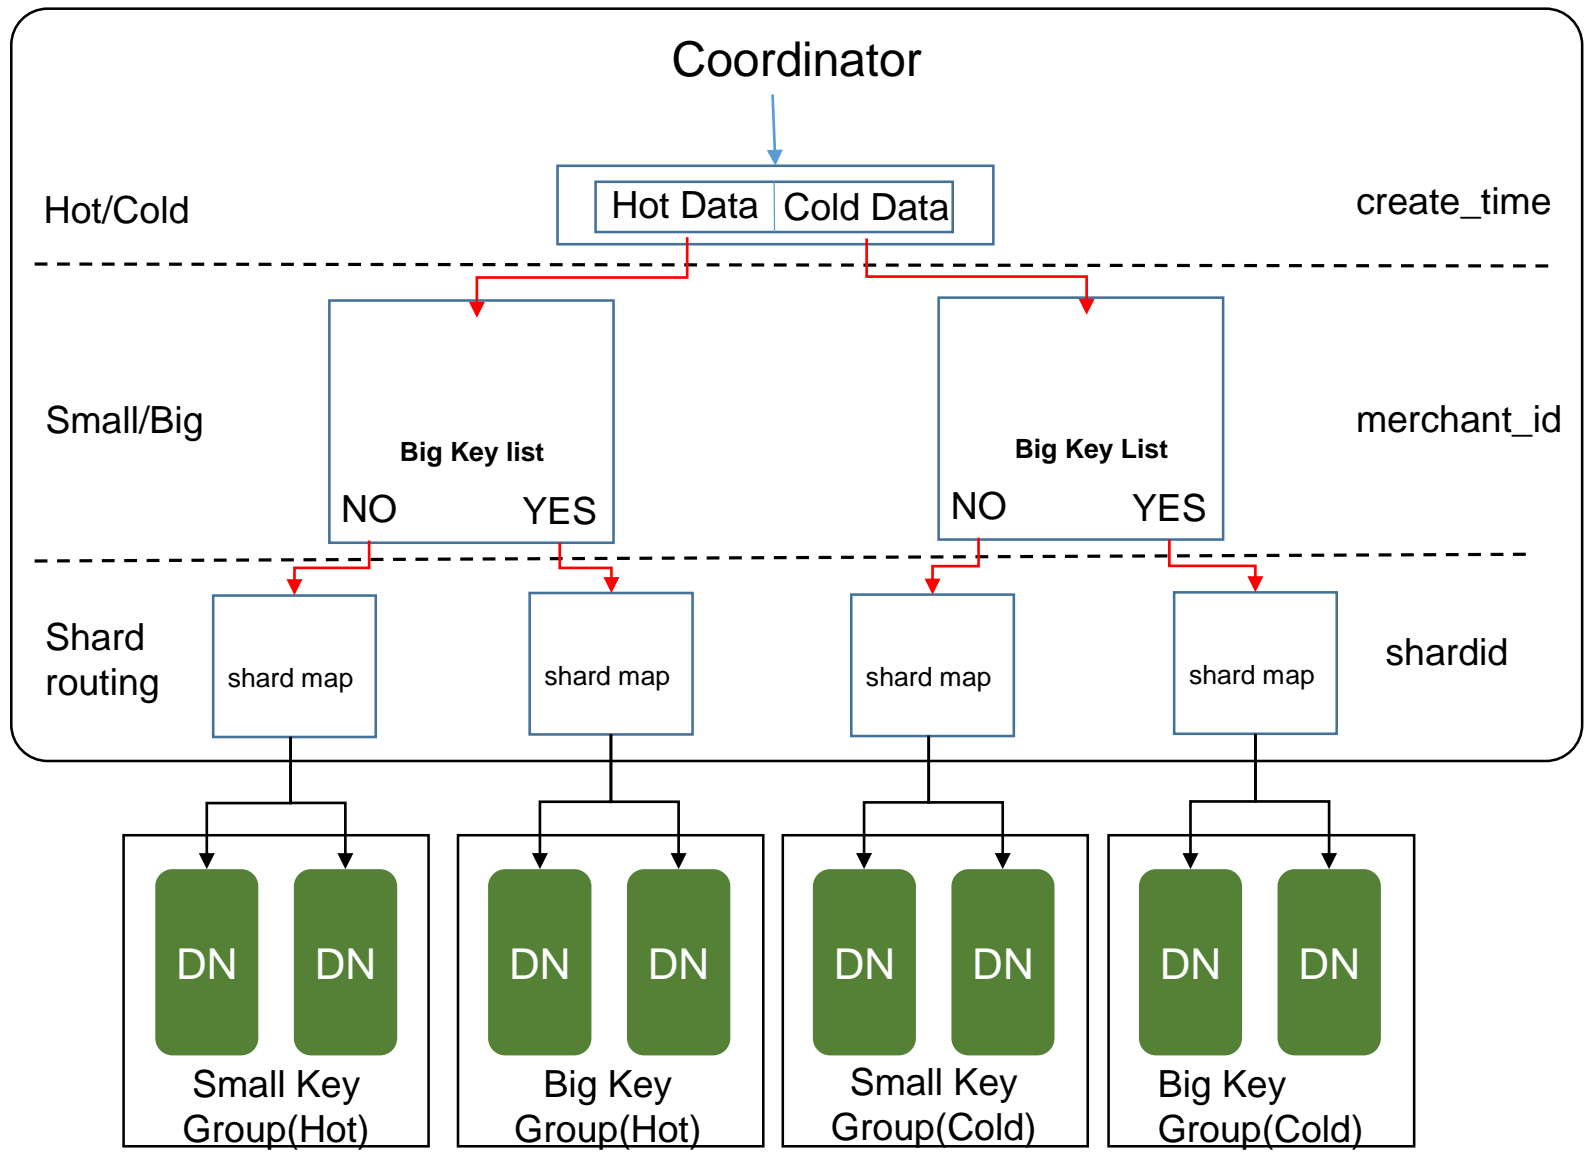 Coordinator
Hot/Cold
Hot Data
Cold Data
create_time
Small/Big
Big Key list
NO
YES
Big Key List
NO
YES
merchant_id
Shard
routing
shard map
shard map
shard map
shard map
shardid
DN
DN
DN
DN
DN
DN
DN
DN
Small Key
Group(Hot)
Big Key
Group(Hot)
Small Key
Group(Cold)
Big Key
Group(Cold)